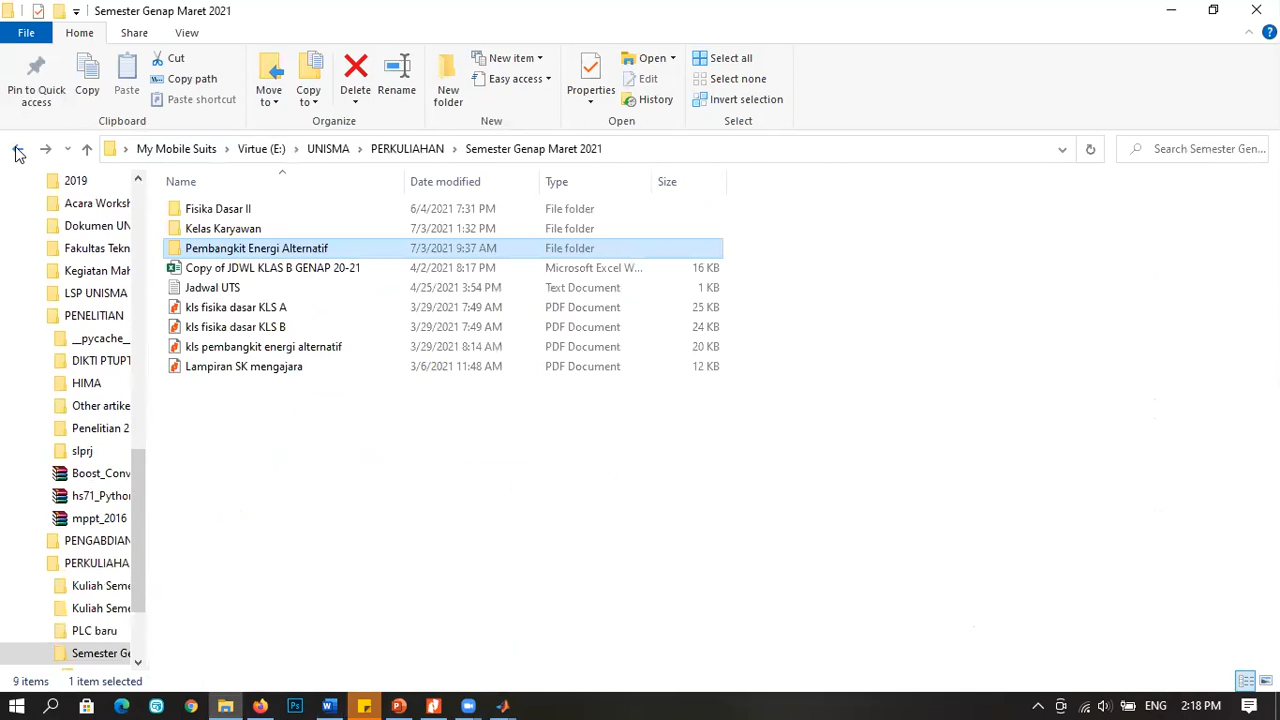 Semester Genap Maret 2021
File Home Share View
Pin to Quick access
Copy
Paste
Cut
Copy path
Paste shortcut
Move to
Copy to
Delete
Rename
New folder
New item
Easy access
Properties
Open
Edit
History
Select all
Select none
Invert selection
Clipboard Organize New Open Select
My Mobile Suits > Virtue (E:) > UNISMA > PERKULIAHAN > Semester Genap Maret 2021
Search Semester Gen...
2019
Acara Worksh
Dokumen UN
Fakultas Tekn
Kegiatan Mah
LSP UNISMA
PENELITIAN
__pycache__
DIKTI PTUPT
HIMA
Other artike
Penelitian 2
slprj
Boost_Conv
hs71_Python
mppt_2016
PENGABDIAN
PERKULIAHA
Kuliah Seme
Kuliah Seme
PLC baru
Semester Ge
Name Date modified Type Size
Fisika Dasar II 6/4/2021 7:31 PM File folder
Kelas Karyawan 7/3/2021 1:32 PM File folder
Pembangkit Energi Alternatif 7/3/2021 9:37 AM File folder
Copy of JDWL KLAS B GENAP 20-21 4/2/2021 8:17 PM Microsoft Excel W... 16 KB
Jadwal UTS 4/25/2021 3:54 PM Text Document 1 KB
kls fisika dasar KLS A 3/29/2021 7:49 AM PDF Document 25 KB
kls fisika dasar KLS B 3/29/2021 7:49 AM PDF Document 24 KB
kls pembangkit energi alternatif 3/29/2021 8:14 AM PDF Document 20 KB
Lampiran SK mengajara 3/6/2021 11:48 AM PDF Document 12 KB
9 items 1 item selected
ENG 2:18 PM